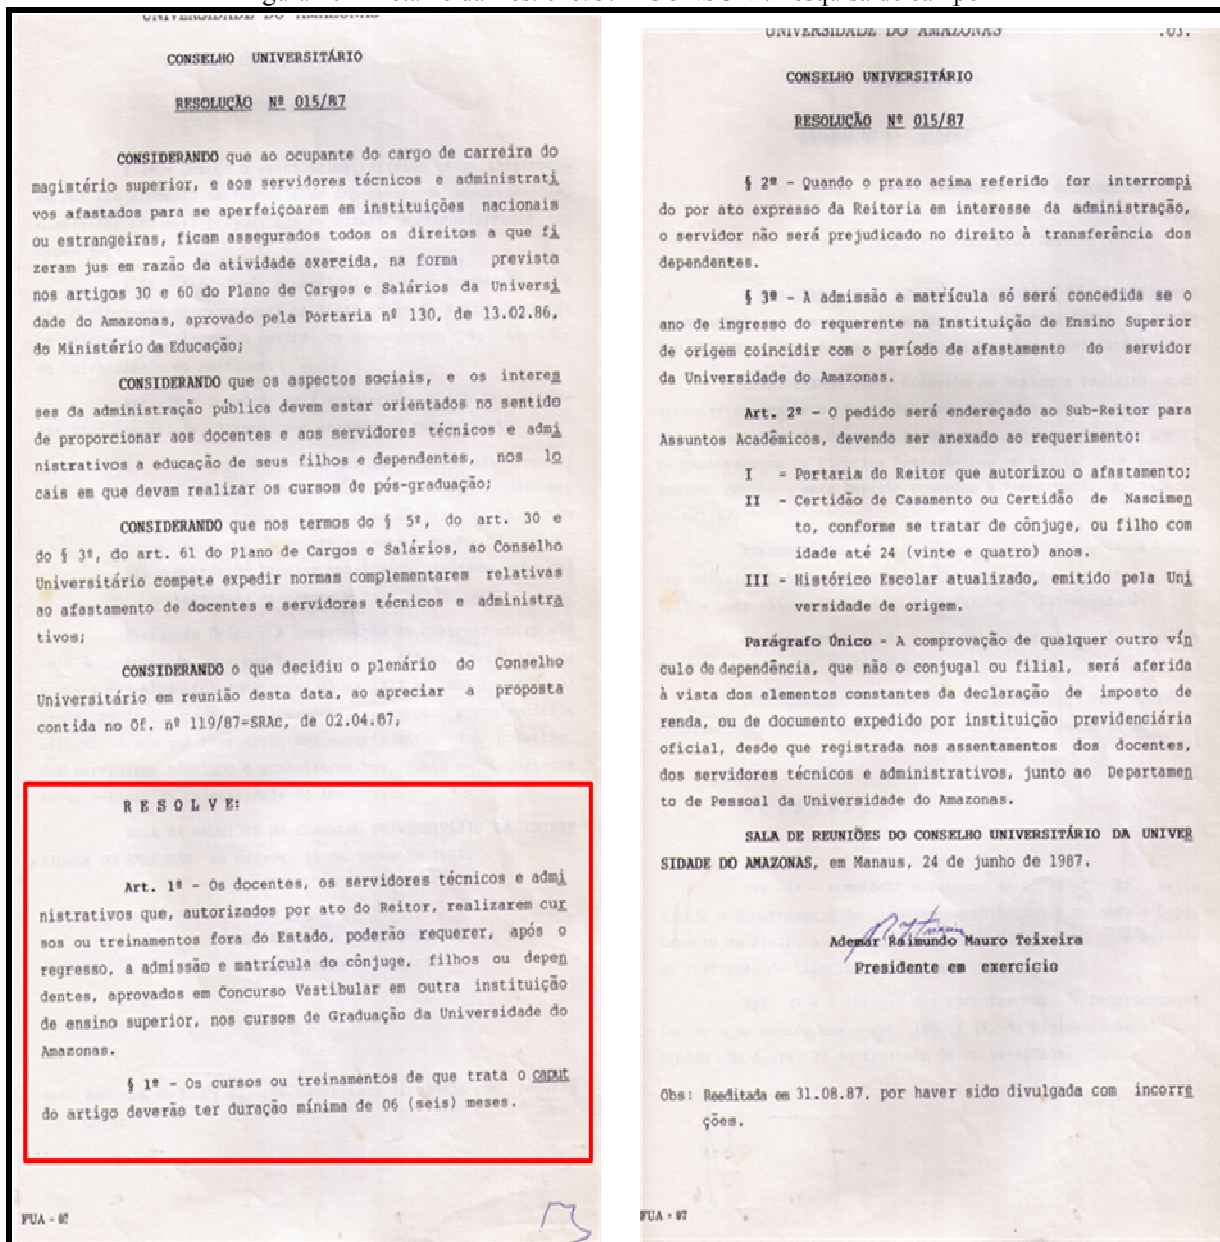 UNIVERSIDADE DO AMAZONAS
CONSELHO UNIVERSITÁRIO
RESOLUÇÃO Nº 015/87
CONSIDERANDO que ao ocupante do cargo de carreira do
magistério superior, e aos servidores técnicos e administrati
vos afastados para se aperfeiçoarem em instituições nacionais
ou estrangeiras, ficam assegurados todos os direitos a que fi
zeram jus em razão da atividade exercida, na forma prevista
nos artigos 30 e 60 do Plano de Cargos e Salários da Universi
dade do Amazonas, aprovado pela Portaria nº 130, de 13.02.86,
do Ministério da Educação;
CONSIDERANDO que os aspectos sociais, e os interes
ses da administração pública devem estar orientados no sentido
de proporcionar aos docentes e aos servidores técnicos e admi
nistrativos a educação de seus filhos e dependentes, nos lo
cais em que devam realizar os cursos de pós-graduação;
CONSIDERANDO que nos termos do § 5º, do art. 30 e
do § 3º, do art. 61 do Plano de Cargos e Salários, ao Conselho
Universitário compete expedir normas complementares relativas
ao afastamento de docentes e servidores técnicos e administra
tivos;
CONSIDERANDO o que decidiu o plenário do Conselho
Universitário em reunião desta data, ao apreciar a proposta
contida no Of. nº 119/87=SRAC, de 02.04.87,
R E S O L V E:
Art. 1º - Os docentes, os servidores técnicos e admi
nistrativos que, autorizados por ato do Reitor, realizarem cur
sos ou treinamentos fora do Estado, poderão requerer, após o
regresso, a admissão e matrícula do cônjuge, filhos ou depen
dentes, aprovados em Concurso Vestibular em outra instituição
de ensino superior, nos cursos de Graduação da Universidade do
Amazonas.
§ 1º - Os cursos ou treinamentos de que trata o caput
do artigo deverão ter duração mínima de 06 (seis) meses.
FUA - 07
UNIVERSIDADE DO AMAZONAS .03.
CONSELHO UNIVERSITÁRIO
RESOLUÇÃO Nº 015/87
§ 2º - Quando o prazo acima referido for interrompi
do por ato expresso da Reitoria em interesse da administração,
o servidor não será prejudicado no direito à transferência dos
dependentes.
§ 3º - A admissão e matrícula só será concedida se o
ano de ingresso do requerente na Instituição de Ensino Superior
de origem coincidir com o período de afastamento do servidor
da Universidade do Amazonas.
Art. 2º - O pedido será endereçado ao Sub-Reitor para
Assuntos Acadêmicos, devendo ser anexado ao requerimento:
I = Portaria do Reitor que autorizou o afastamento;
II - Certidão de Casamento ou Certidão de Nascimen
to, conforme se tratar de cônjuge, ou filho com
idade até 24 (vinte e quatro) anos.
III - Histórico Escolar atualizado, emitido pela Uni
versidade de origem.
Parágrafo Único - A comprovação de qualquer outro vín
culo de dependência, que não o conjugal ou filial, será aferida
à vista dos elementos constantes da declaração de imposto de
renda, ou de documento expedido por instituição previdenciária
oficial, desde que registrada nos assentamentos dos docentes,
dos servidores técnicos e administrativos, junto ao Departamen
to de Pessoal da Universidade do Amazonas.
SALA DE REUNIÕES DO CONSELHO UNIVERSITÁRIO DA UNIVER
SIDADE DO AMAZONAS, em Manaus, 24 de junho de 1987.
Ademar Raimundo Mauro Teixeira
Presidente em exercício
Obs: Reeditada em 31.08.87, por haver sido divulgada com incorre
ções.
FUA - 07